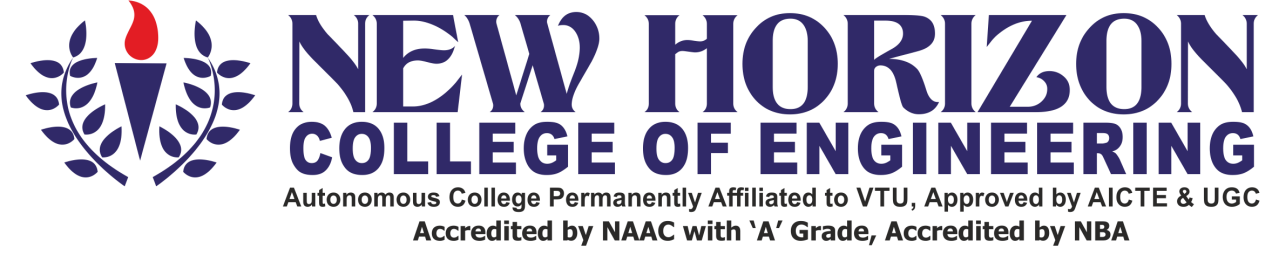 NEW HORIZON
COLLEGE OF ENGINEERING
Autonomous College Permanently Affiliated to VTU, Approved by AICTE & UGC
Accredited by NAAC with ‘A’ Grade, Accredited by NBA